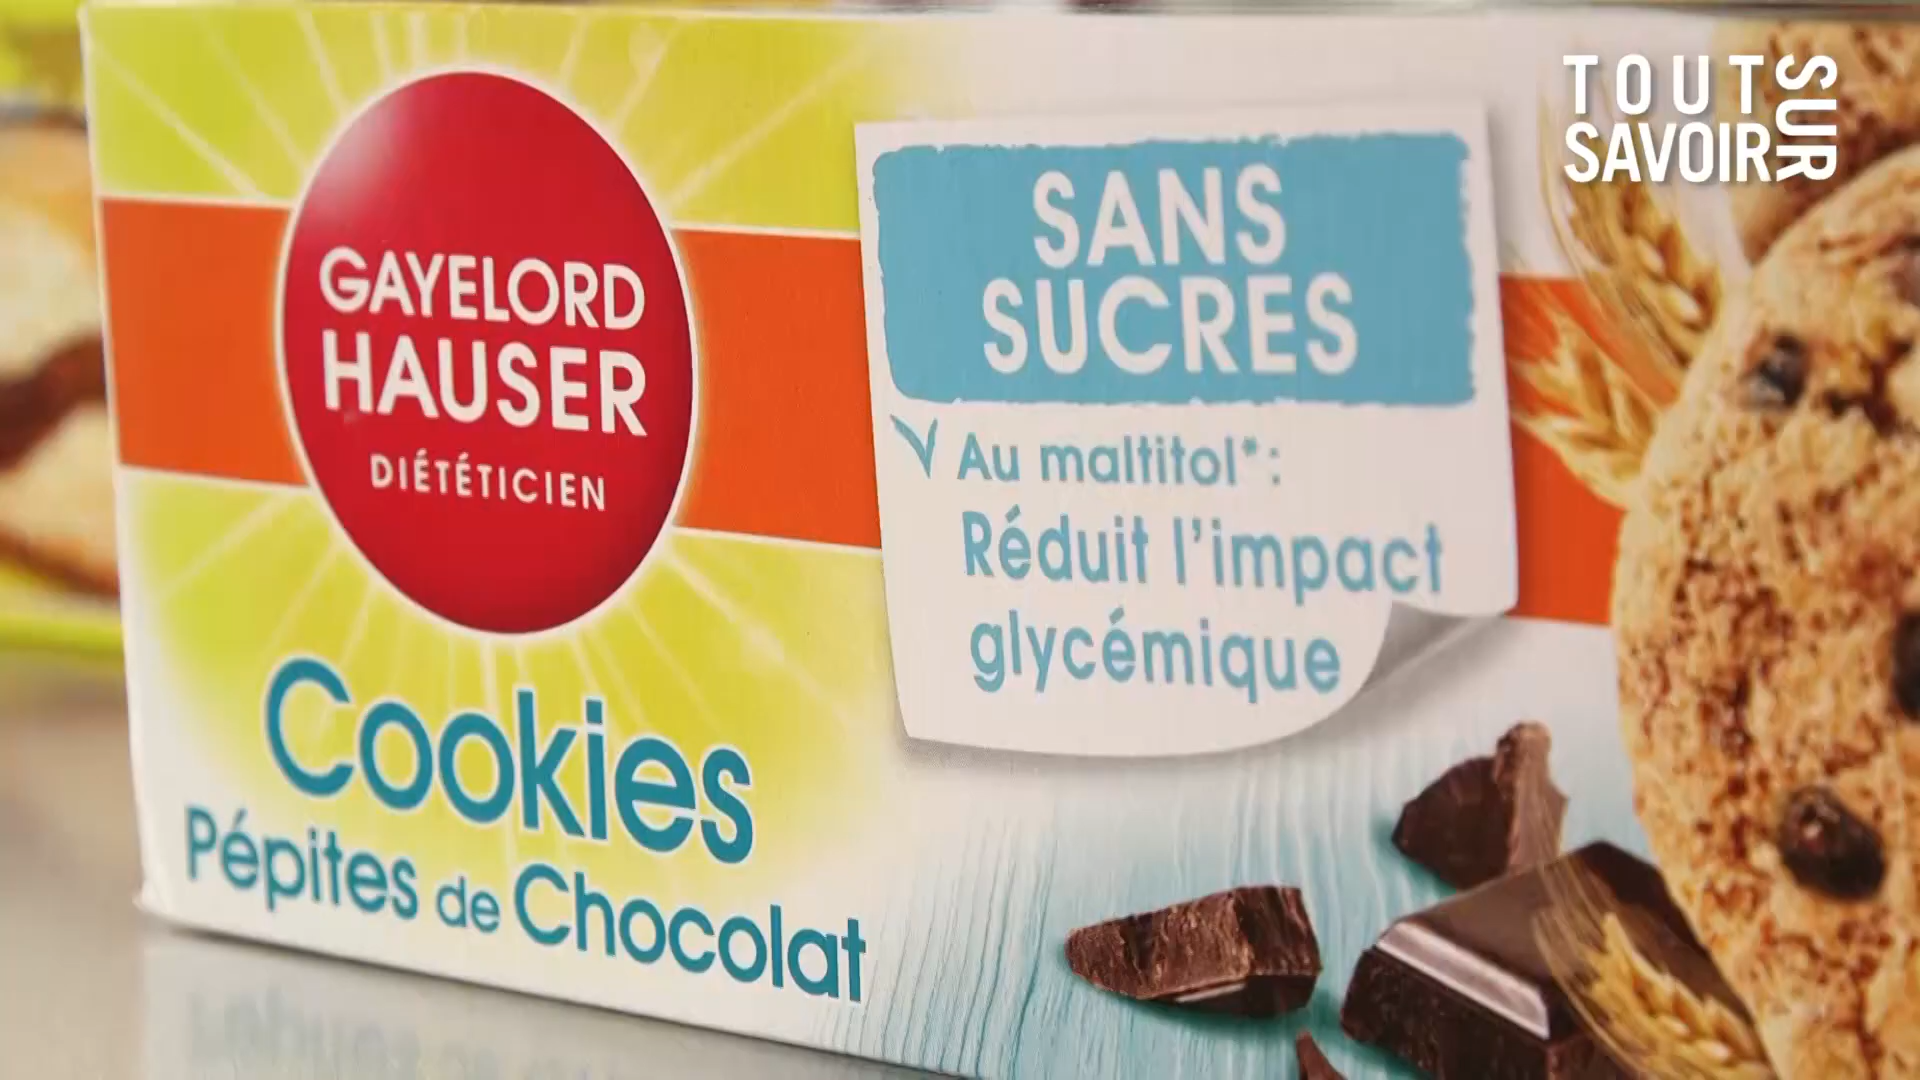 GAYELORD
HAUSER
DIÉTÉTICIEN
Cookies
Pépites de Chocolat
SANS
SUCRES
Au maltitol* :
Réduit l'impact
glycémique
TOUT
SAVOIR
SUR